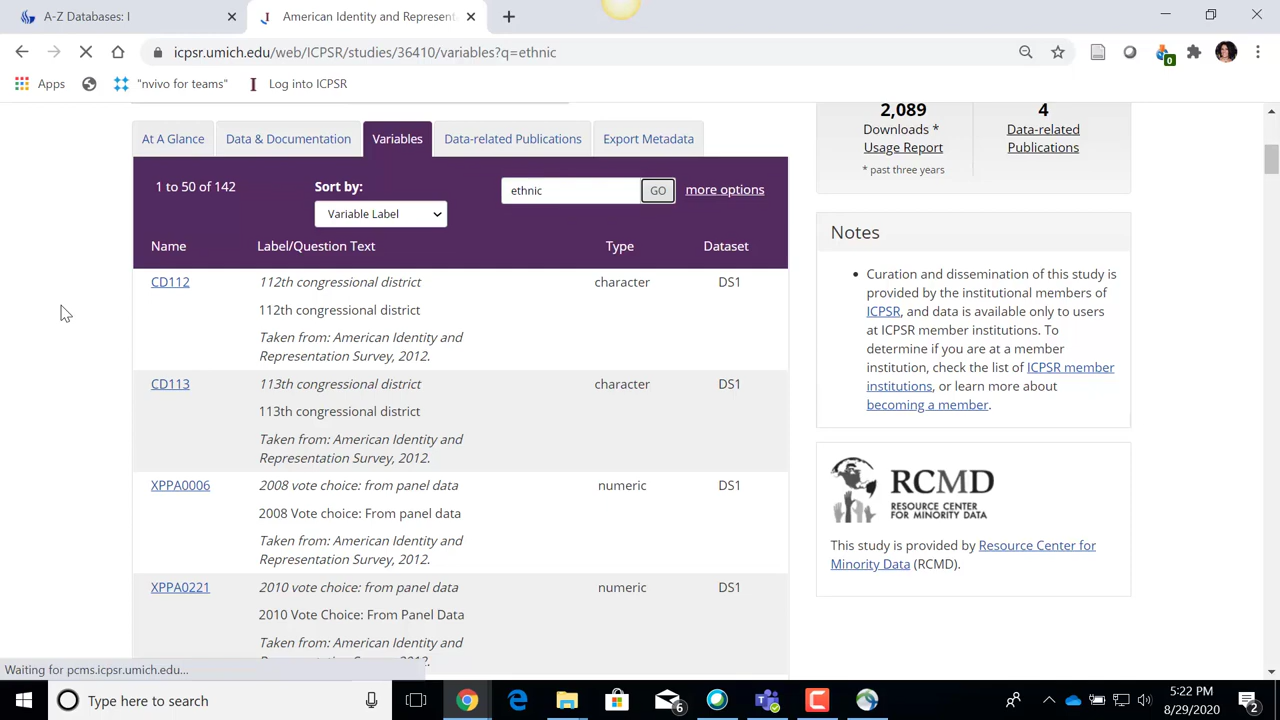 A-Z Databases: I
American Identity and Represent
icpsr.umich.edu/web/ICPSR/studies/36410/variables?q=ethnic
0
Apps
"nvivo for teams"
Log into ICPSR
At A Glance
Data & Documentation
Variables
Data-related Publications
Export Metadata
1 to 50 of 142
Sort by:
Variable Label
ethnic
GO
more options
Name
Label/Question Text
Type
Dataset
CD112
112th congressional district
character
DS1
112th congressional district
Taken from: American Identity and
Representation Survey, 2012.
CD113
113th congressional district
character
DS1
113th congressional district
Taken from: American Identity and
Representation Survey, 2012.
XPPA0006
2008 vote choice: from panel data
numeric
DS1
2008 Vote choice: From panel data
Taken from: American Identity and
Representation Survey, 2012.
XPPA0221
2010 vote choice: from panel data
numeric
DS1
2010 Vote Choice: From Panel Data
Taken from: American Identity and
Representation Survey, 2012.
2,089
Downloads *
Usage Report
* past three years
4
Data-related
Publications
Notes
Curation and dissemination of this study is
provided by the institutional members of
ICPSR, and data is available only to users
at ICPSR member institutions. To
determine if you are at a member
institution, check the list of ICPSR member
institutions, or learn more about
becoming a member.
RCMD
RESOURCE CENTER
FOR MINORITY DATA
This study is provided by Resource Center for
Minority Data (RCMD).
Waiting for pcms.icpsr.umich.edu...
Type here to search
6
5:22 PM
8/29/2020
2